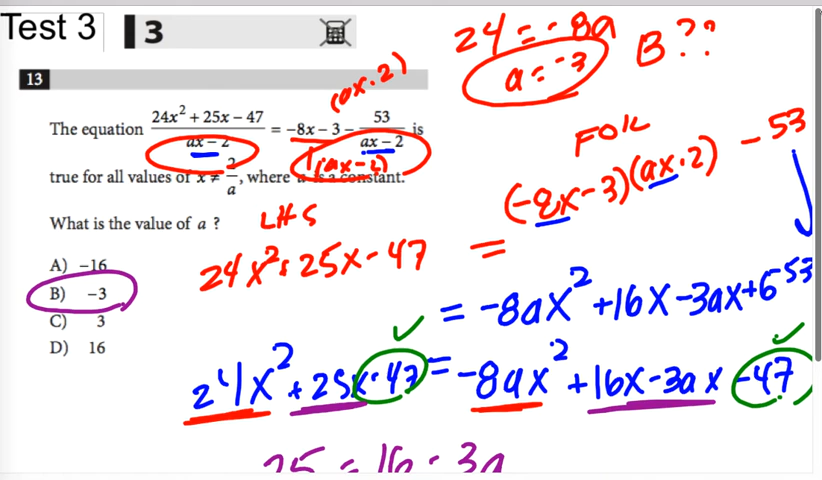 Test 3
3
24 = -8a
a = -3
B ??
13
(ax - 2)
The equation 24x² + 25x − 47 / ax − 2 = −8x − 3 − 53 / ax − 2 is
(ax - 2)
true for all values of x ≠ 2/a, where a is a constant.
FOIL
(-8x - 3)(ax - 2) - 53
What is the value of a ?
LHS
24x² + 25x - 47 =
A) −16
B) −3
C) 3
D) 16
= -8ax² + 16x - 3ax + 6 -53
24x² + 25x - 47 = -8ax² + 16x - 3ax - 47
25 = 16 - 3a